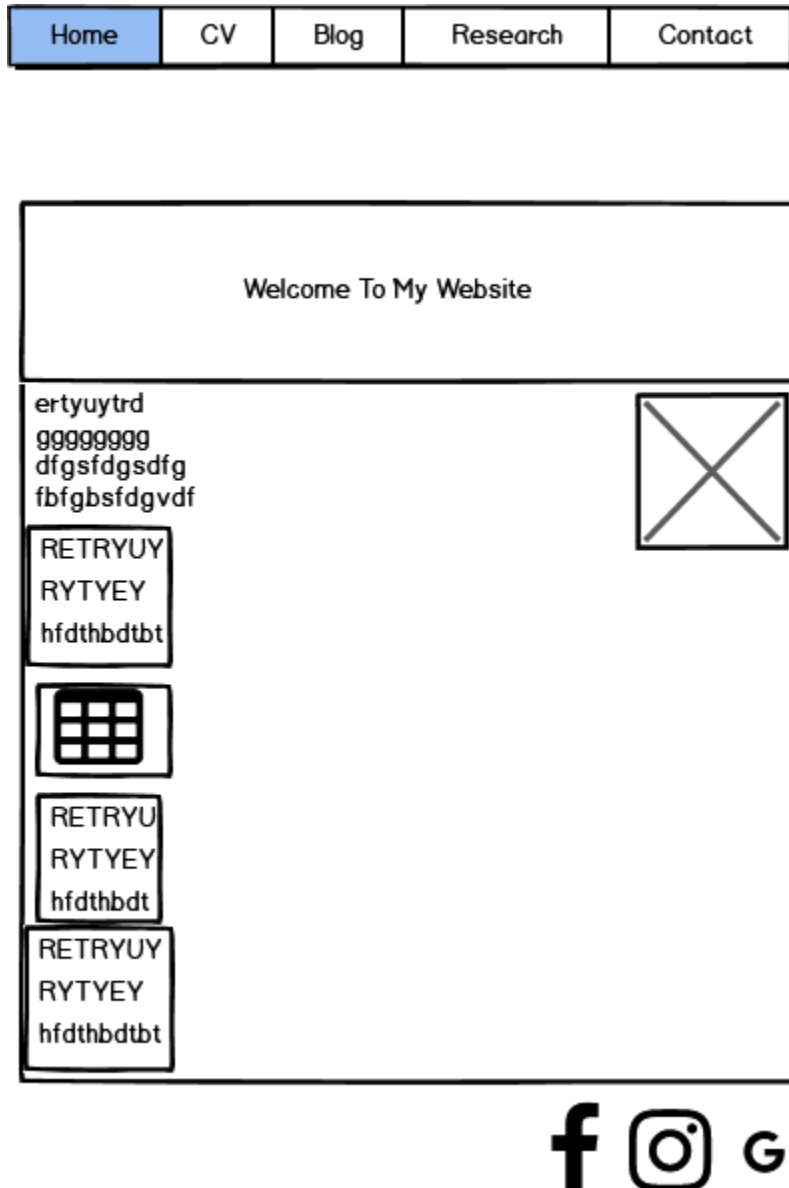 Home CV Blog Research Contact
Welcome To My Website
ertyuytrd
gggggggg
dfgsfdgsdfg
fbfgbsfdgvdf
RETRYUY
RYTYEY
hfdthbdtbt
RETRYU
RYTYEY
hfdthbdt
RETRYUY
RYTYEY
hfdthbdtbt